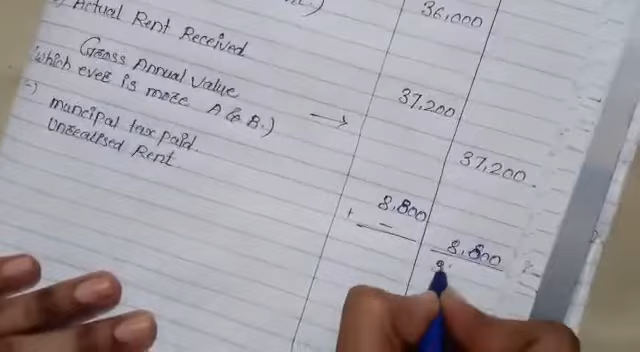 36,000
Actual Rent Received
Gross Annual Value
(which ever is more A & B.)
37,200
37,200.
(-) muncipal tax paid.
8,800
Unrealised Rent
+ -
8,800